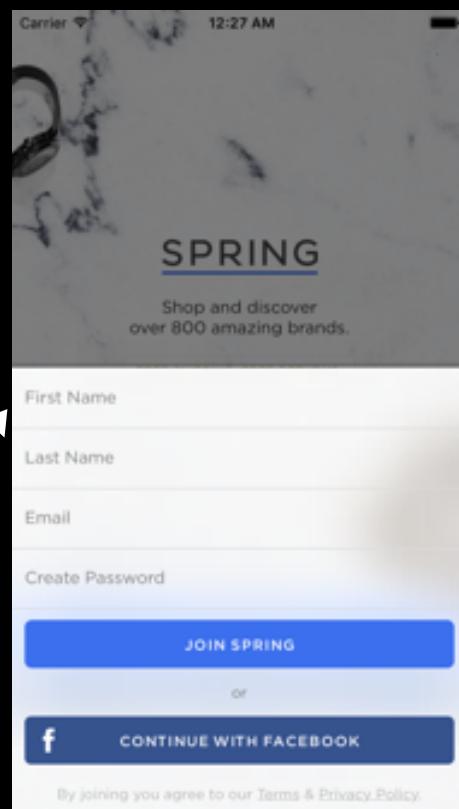 Carrier 12:27 AM
SPRING
Shop and discover
over 800 amazing brands.
First Name
Last Name
Email
Create Password
JOIN SPRING
or
f CONTINUE WITH FACEBOOK
By joining you agree to our Terms & Privacy Policy.